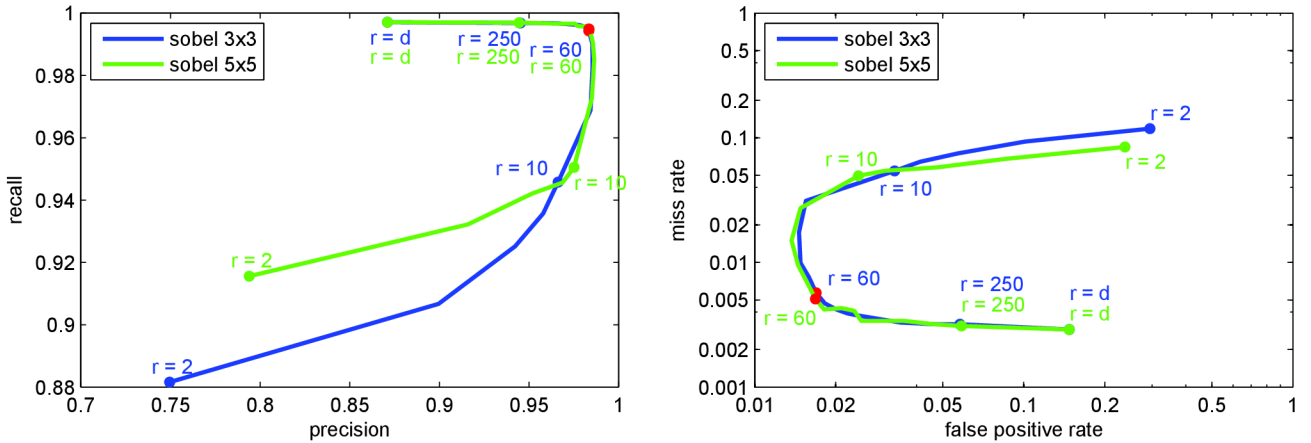 1
0.98
0.96
0.94
0.92
0.9
0.88
recall
sobel 3x3
sobel 5x5
r = d
r = d
r = 250
r = 250
r = 60
r = 60
r = 10
r = 10
r = 2
r = 2
0.7
0.75
0.8
0.85
0.9
0.95
1
precision
1
0.5
0.2
0.1
0.05
0.02
0.01
0.005
0.002
0.001
miss rate
sobel 3x3
sobel 5x5
r = 2
r = 2
r = 10
r = 10
r = 60
r = 60
r = 250
r = 250
r = d
r = d
0.01
0.02
0.05
0.1
0.2
0.5
1
false positive rate